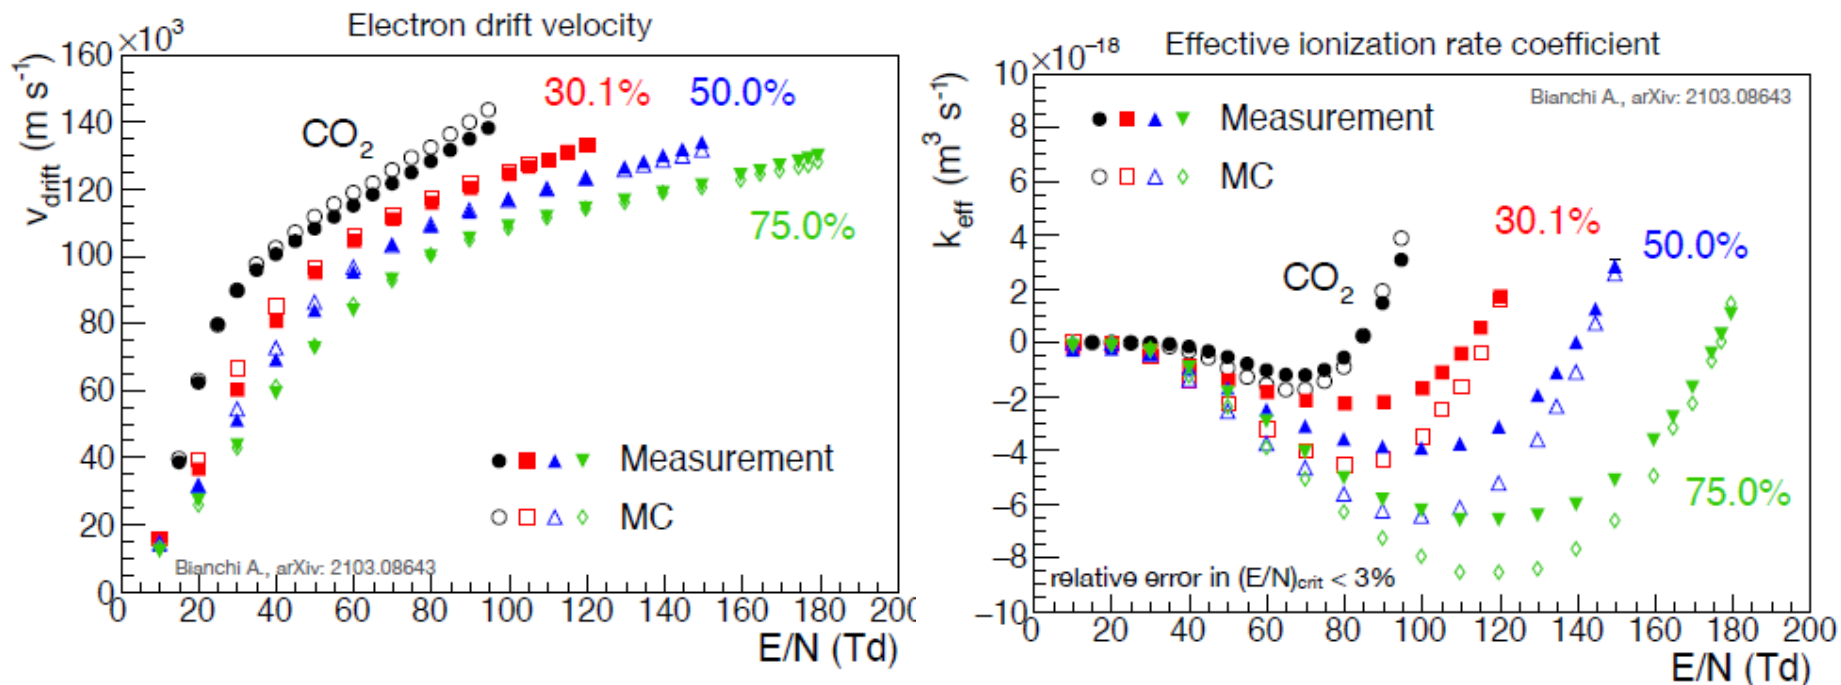 Electron drift velocity
×10³
v_drift (m s⁻¹)
160
140
120
100
80
60
40
20
0
CO₂
30.1%
50.0%
75.0%
Measurement
MC
Bianchi A., arXiv: 2103.08643
0 20 40 60 80 100 120 140 160 180 200
E/N (Td)
Effective ionization rate coefficient
×10⁻¹⁸
k_eff (m³ s⁻¹)
10
8
6
4
2
0
−2
−4
−6
−8
−10
Bianchi A., arXiv: 2103.08643
Measurement
MC
30.1%
50.0%
CO₂
75.0%
relative error in (E/N)crit < 3%
0 20 40 60 80 100 120 140 160 180 200
E/N (Td)